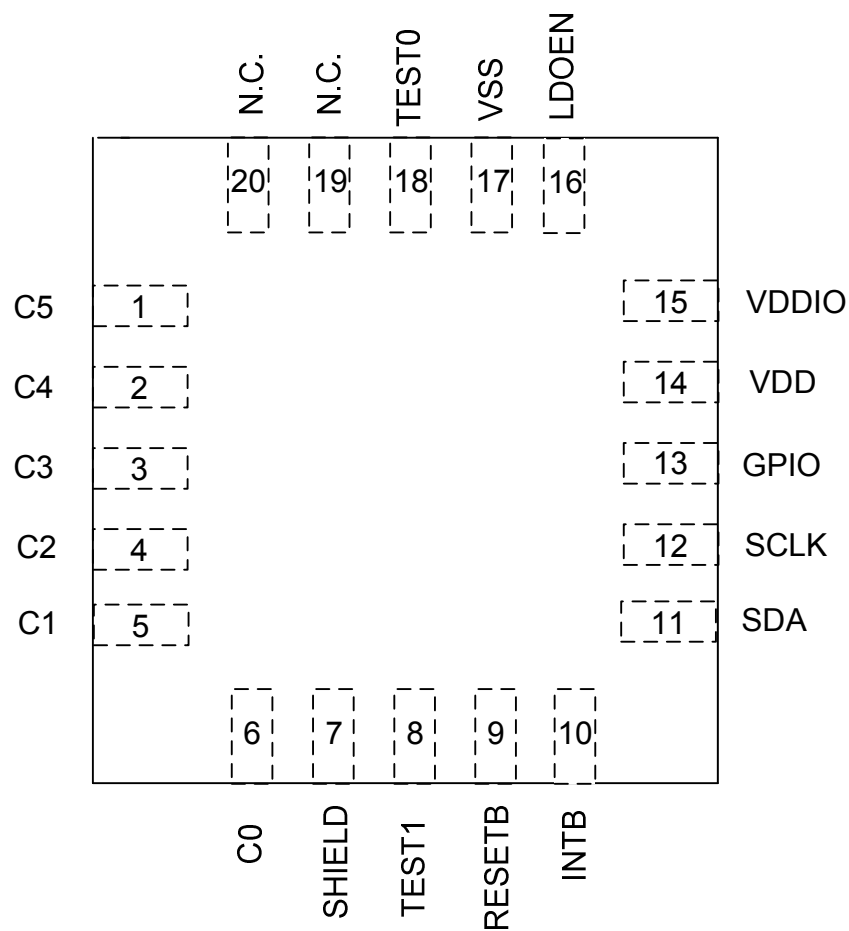 N.C.
N.C.
TEST0
VSS
LDOEN
20
19
18
17
16
C5
1
15
VDDIO
C4
2
14
VDD
C3
3
13
GPIO
C2
4
12
SCLK
C1
5
11
SDA
6
7
8
9
10
C0
SHIELD
TEST1
RESETB
INTB